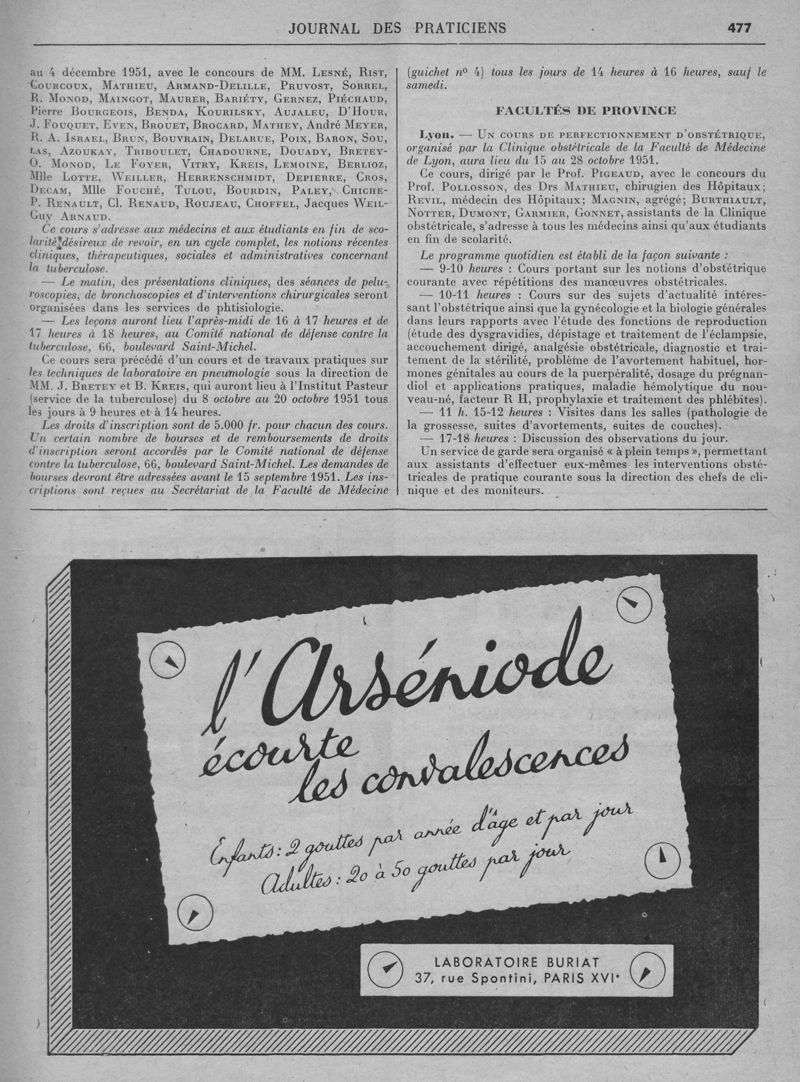 JOURNAL DES PRATICIENS
477
au 4 décembre 1951, avec le concours de MM. LESNÉ, RIST,
COURCOUX, MATHIEU, ARMAND-DELILLE, PRUVOST, SORREL,
R. MONOD, MAINGOT, MAURER, BARIÉTY, GERNEZ, PIÉCHAUD,
Pierre BOURGEOIS, BENDA, KOURILSKY, AUJALEU, D'HOUR,
J. FOUQUET, EVEN, BROUET, BROCARD, MATHEY, André MEYER,
R. A. ISRAEL, BRUN, BOUVRAIN, DELARUE, POIX, BARON, SOU,
LAS, AZOUKAY, TRIBOULET, CHADOURNE, DOUADY, BRETEY-
O. MONOD, LE FOYER, VITRY, KREIS, LEMOINE, BERLIOZ,
Mlle LOTTE, WEILLER, HERRENSCHMIDT, DEPIERRE, CROS,
DECAM, Mlle FOUCHÉ, TULOU, BOURDIN, PALEY, CHICHE-
P. RENAULT, Cl. RENAUD, ROUJEAU, CHOFFEL, Jacques WEIL-
Guy ARNAUD.
Ce cours s'adresse aux médecins et aux étudiants en fin de sco-
larité désireux de revoir, en un cycle complet, les notions récentes
cliniques, thérapeutiques, sociales et administratives concernant
la tuberculose.
— Le matin, des présentations cliniques, des séances de pelu-
roscopies, de bronchoscopies et d'interventions chirurgicales seront
organisées dans les services de phtisiologie.
— Les leçons auront lieu l'après-midi de 16 à 17 heures et de
17 heures à 18 heures, au Comité national de défense contre la
tuberculose, 66, boulevard Saint-Michel.
Ce cours sera précédé d'un cours et de travaux pratiques sur
les techniques de laboratoire en pneumologie sous la direction de
MM. J. BRETEY et B. KREIS, qui auront lieu à l'Institut Pasteur
(service de la tuberculose) du 8 octobre au 20 octobre 1951 tous
les jours à 9 heures et à 14 heures.
Les droits d'inscription sont de 5.000 fr. pour chacun des cours.
Un certain nombre de bourses et de remboursements de droits
d'inscription seront accordés par le Comité national de défense
contre la tuberculose, 66, boulevard Saint-Michel. Les demandes de
bourses devront être adressées avant le 15 septembre 1951. Les ins-
criptions sont reçues au Secrétariat de la Faculté de Médecine
(guichet n° 4) tous les jours de 14 heures à 16 heures, sauf le
samedi.
FACULTÉS DE PROVINCE
Lyon. — UN COURS DE PERFECTIONNEMENT D'OBSTÉTRIQUE,
organisé par la Clinique obstétricale de la Faculté de Médecine
de Lyon, aura lieu du 15 au 28 octobre 1951.
Ce cours, dirigé par le Prof. PIGEAUD, avec le concours du
Prof. POLLOSSON, des Drs MATHIEU, chirugien des Hôpitaux;
REVIL, médecin des Hôpitaux; MAGNIN, agrégé; BURTHIAULT,
NOTTER, DUMONT, GARMIER, GONNET, assistants de la Clinique
obstétricale, s'adresse à tous les médecins ainsi qu'aux étudiants
en fin de scolarité.
Le programme quotidien est établi de la façon suivante :
— 9-10 heures : Cours portant sur les notions d'obstétrique
courante avec répétitions des manœuvres obstétricales.
— 10-11 heures : Cours sur des sujets d'actualité intéres-
sant l'obstétrique ainsi que la gynécologie et la biologie générales
dans leurs rapports avec l'étude des fonctions de reproduction
(étude des dysgravidies, dépistage et traitement de l'éclampsie,
accouchement dirigé, analgésie obstétricale, diagnostic et trai-
tement de la stérilité, problème de l'avortement habituel, hor-
mones génitales au cours de la puerpéralité, dosage du prégnan-
diol et applications pratiques, maladie hémolytique du nou-
veau-né, facteur R H, prophylaxie et traitement des phlébites).
— 11 h. 15-12 heures : Visites dans les salles (pathologie de
la grossesse, suites d'avortements, suites de couches).
— 17-18 heures : Discussion des observations du jour.
Un service de garde sera organisé « à plein temps », permettant
aux assistants d'effectuer eux-mêmes les interventions obsté-
tricales de pratique courante sous la direction des chefs de cli-
nique et des moniteurs.
l'Arséniode
écourte
les convalescences
Enfants : 2 gouttes par année d'âge et par jour
Adultes : 20 à 50 gouttes par jour
LABORATOIRE BURIAT
37, rue Spontini, PARIS XVIe